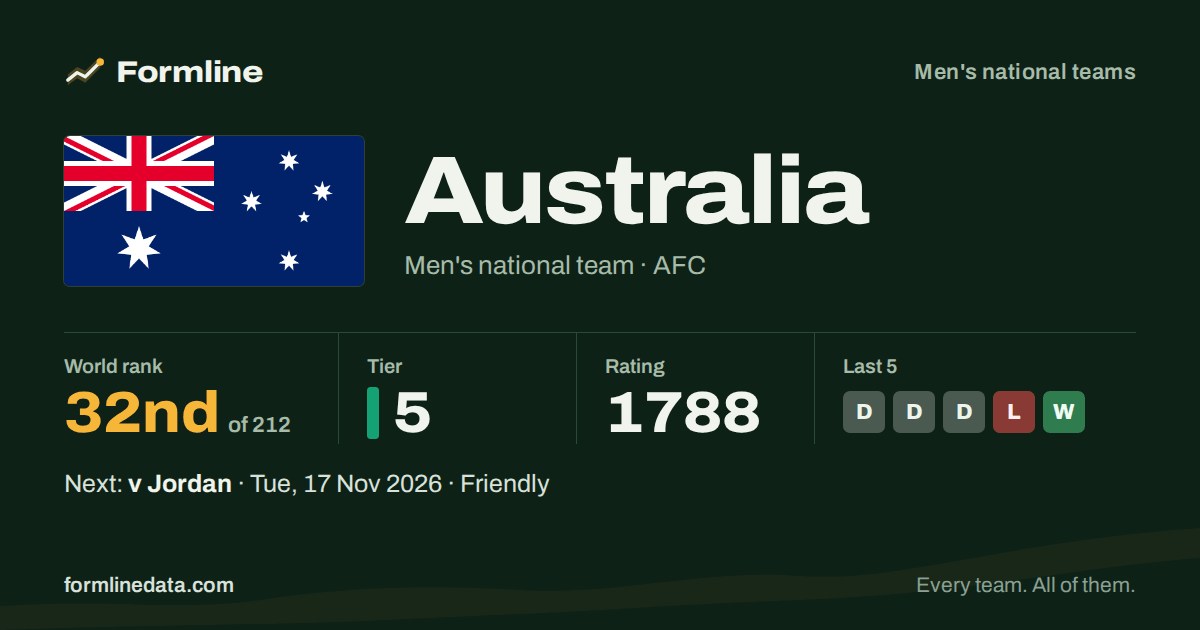 Formline
Men's national teams
Australia
Men's national team · AFC
World rank
32nd of 212
Tier
5
Rating
1788
Last 5
D D D L W
Next: v Jordan · Tue, 17 Nov 2026 · Friendly
formlinedata.com
Every team. All of them.